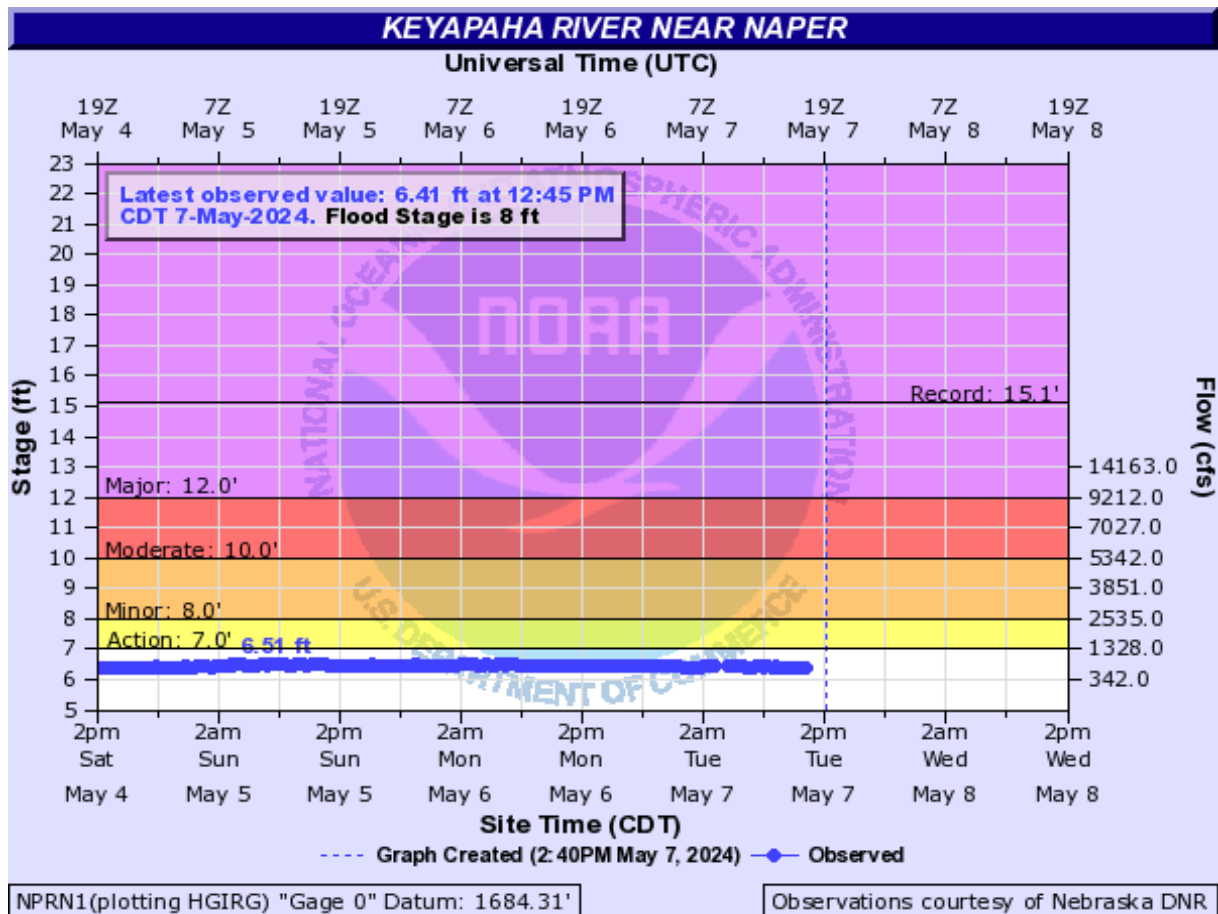 KEYAPAHA RIVER NEAR NAPER
Universal Time (UTC)
19Z 7Z 19Z 7Z 19Z 7Z 19Z 7Z 19Z
May 4 May 5 May 5 May 6 May 6 May 7 May 7 May 8 May 8
Latest observed value: 6.41 ft at 12:45 PM
CDT 7-May-2024. Flood Stage is 8 ft
NATIONAL OCEANIC AND ATMOSPHERIC ADMINISTRATION
NOAA
U.S. DEPARTMENT OF COMMERCE
Stage (ft)
23
22
21
20
19
18
17
16
15
14
13
12
11
10
9
8
7
6
5
Record: 15.1'
Major: 12.0'
Moderate: 10.0'
Minor: 8.0'
Action: 7.0'
6.51 ft
Flow (cfs)
14163.0
9212.0
7027.0
5342.0
3851.0
2535.0
1328.0
342.0
2pm 2am 2pm 2am 2pm 2am 2pm 2am 2pm
Sat Sun Sun Mon Mon Tue Tue Wed Wed
May 4 May 5 May 5 May 6 May 6 May 7 May 7 May 8 May 8
Site Time (CDT)
Graph Created (2:40PM May 7, 2024) Observed
NPRN1(plotting HGIRG) "Gage 0" Datum: 1684.31'
Observations courtesy of Nebraska DNR